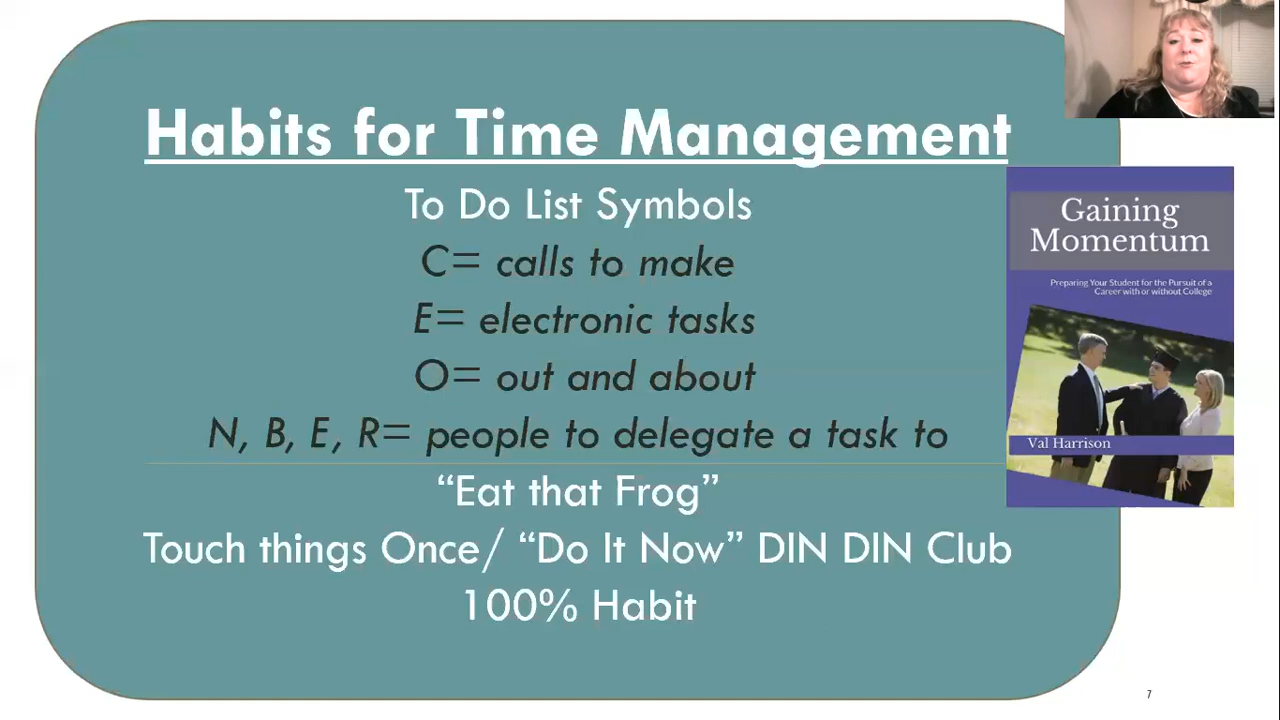 Habits for Time Management
To Do List Symbols
C= calls to make
E= electronic tasks
O= out and about
N, B, E, R= people to delegate a task to
“Eat that Frog”
Touch things Once/ “Do It Now” DIN DIN Club
100% Habit
Gaining
Momentum
Preparing Your Student for the Pursuit of a
Career with or without College
Val Harrison
7